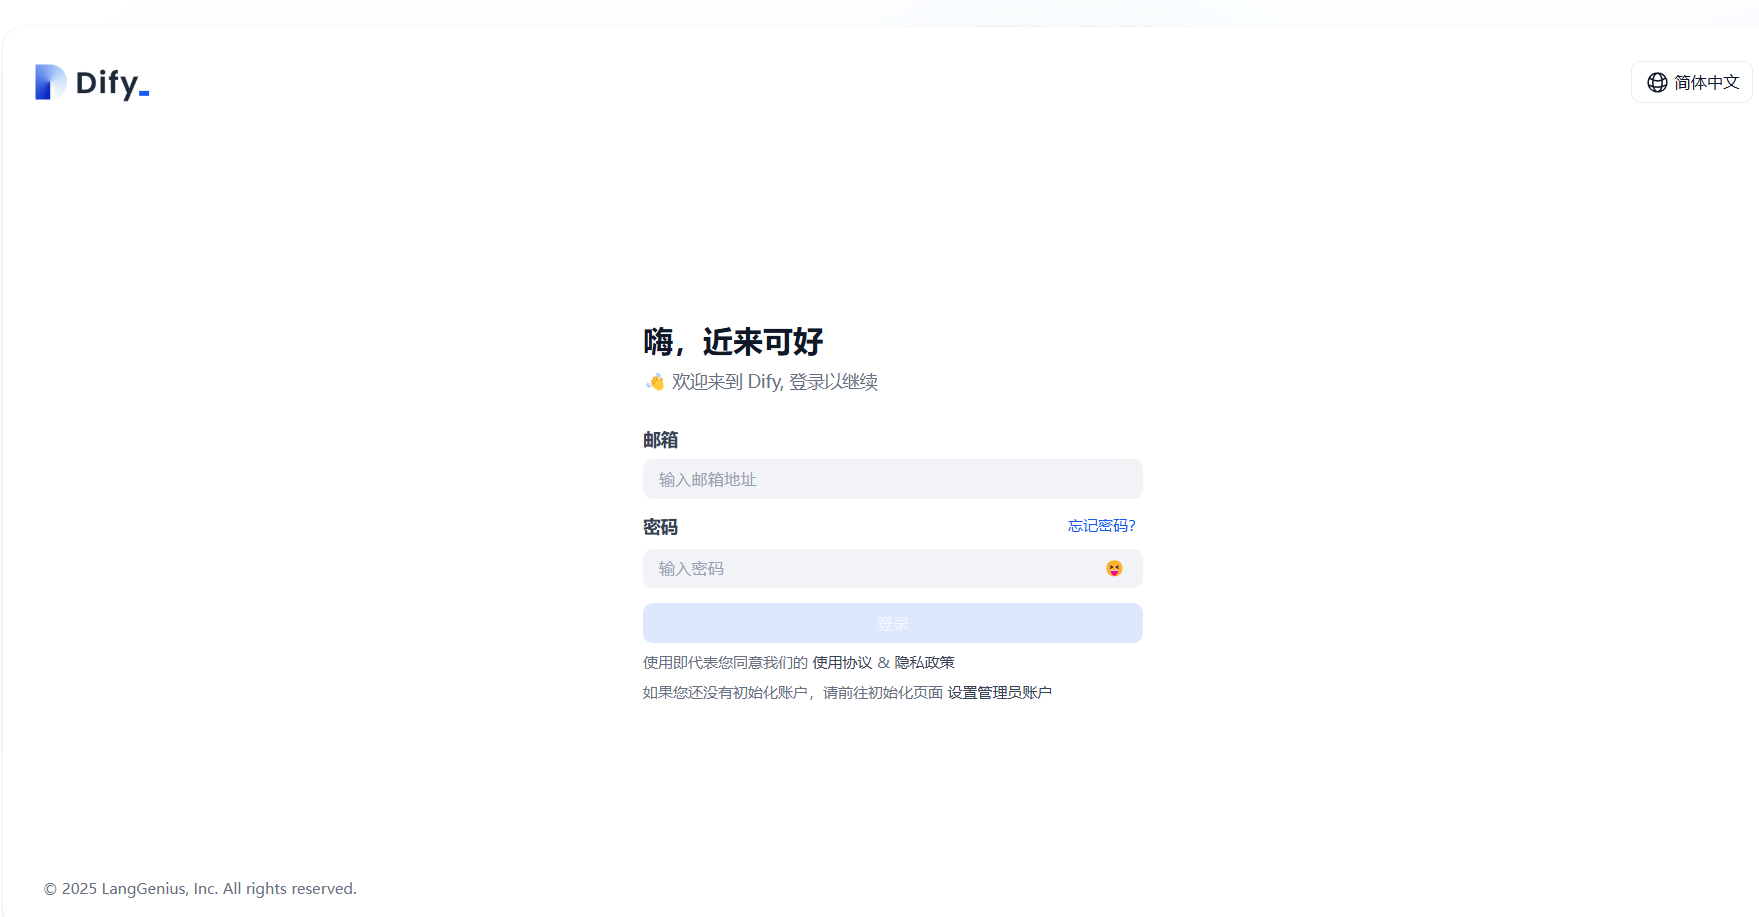 Dify_
简体中文
嗨，近来可好
👋 欢迎来到 Dify, 登录以继续
邮箱
输入邮箱地址
密码 忘记密码?
输入密码 😝
登录
使用即代表您同意我们的 使用协议 & 隐私政策
如果您还没有初始化账户，请前往初始化页面 设置管理员账户
© 2025 LangGenius, Inc. All rights reserved.